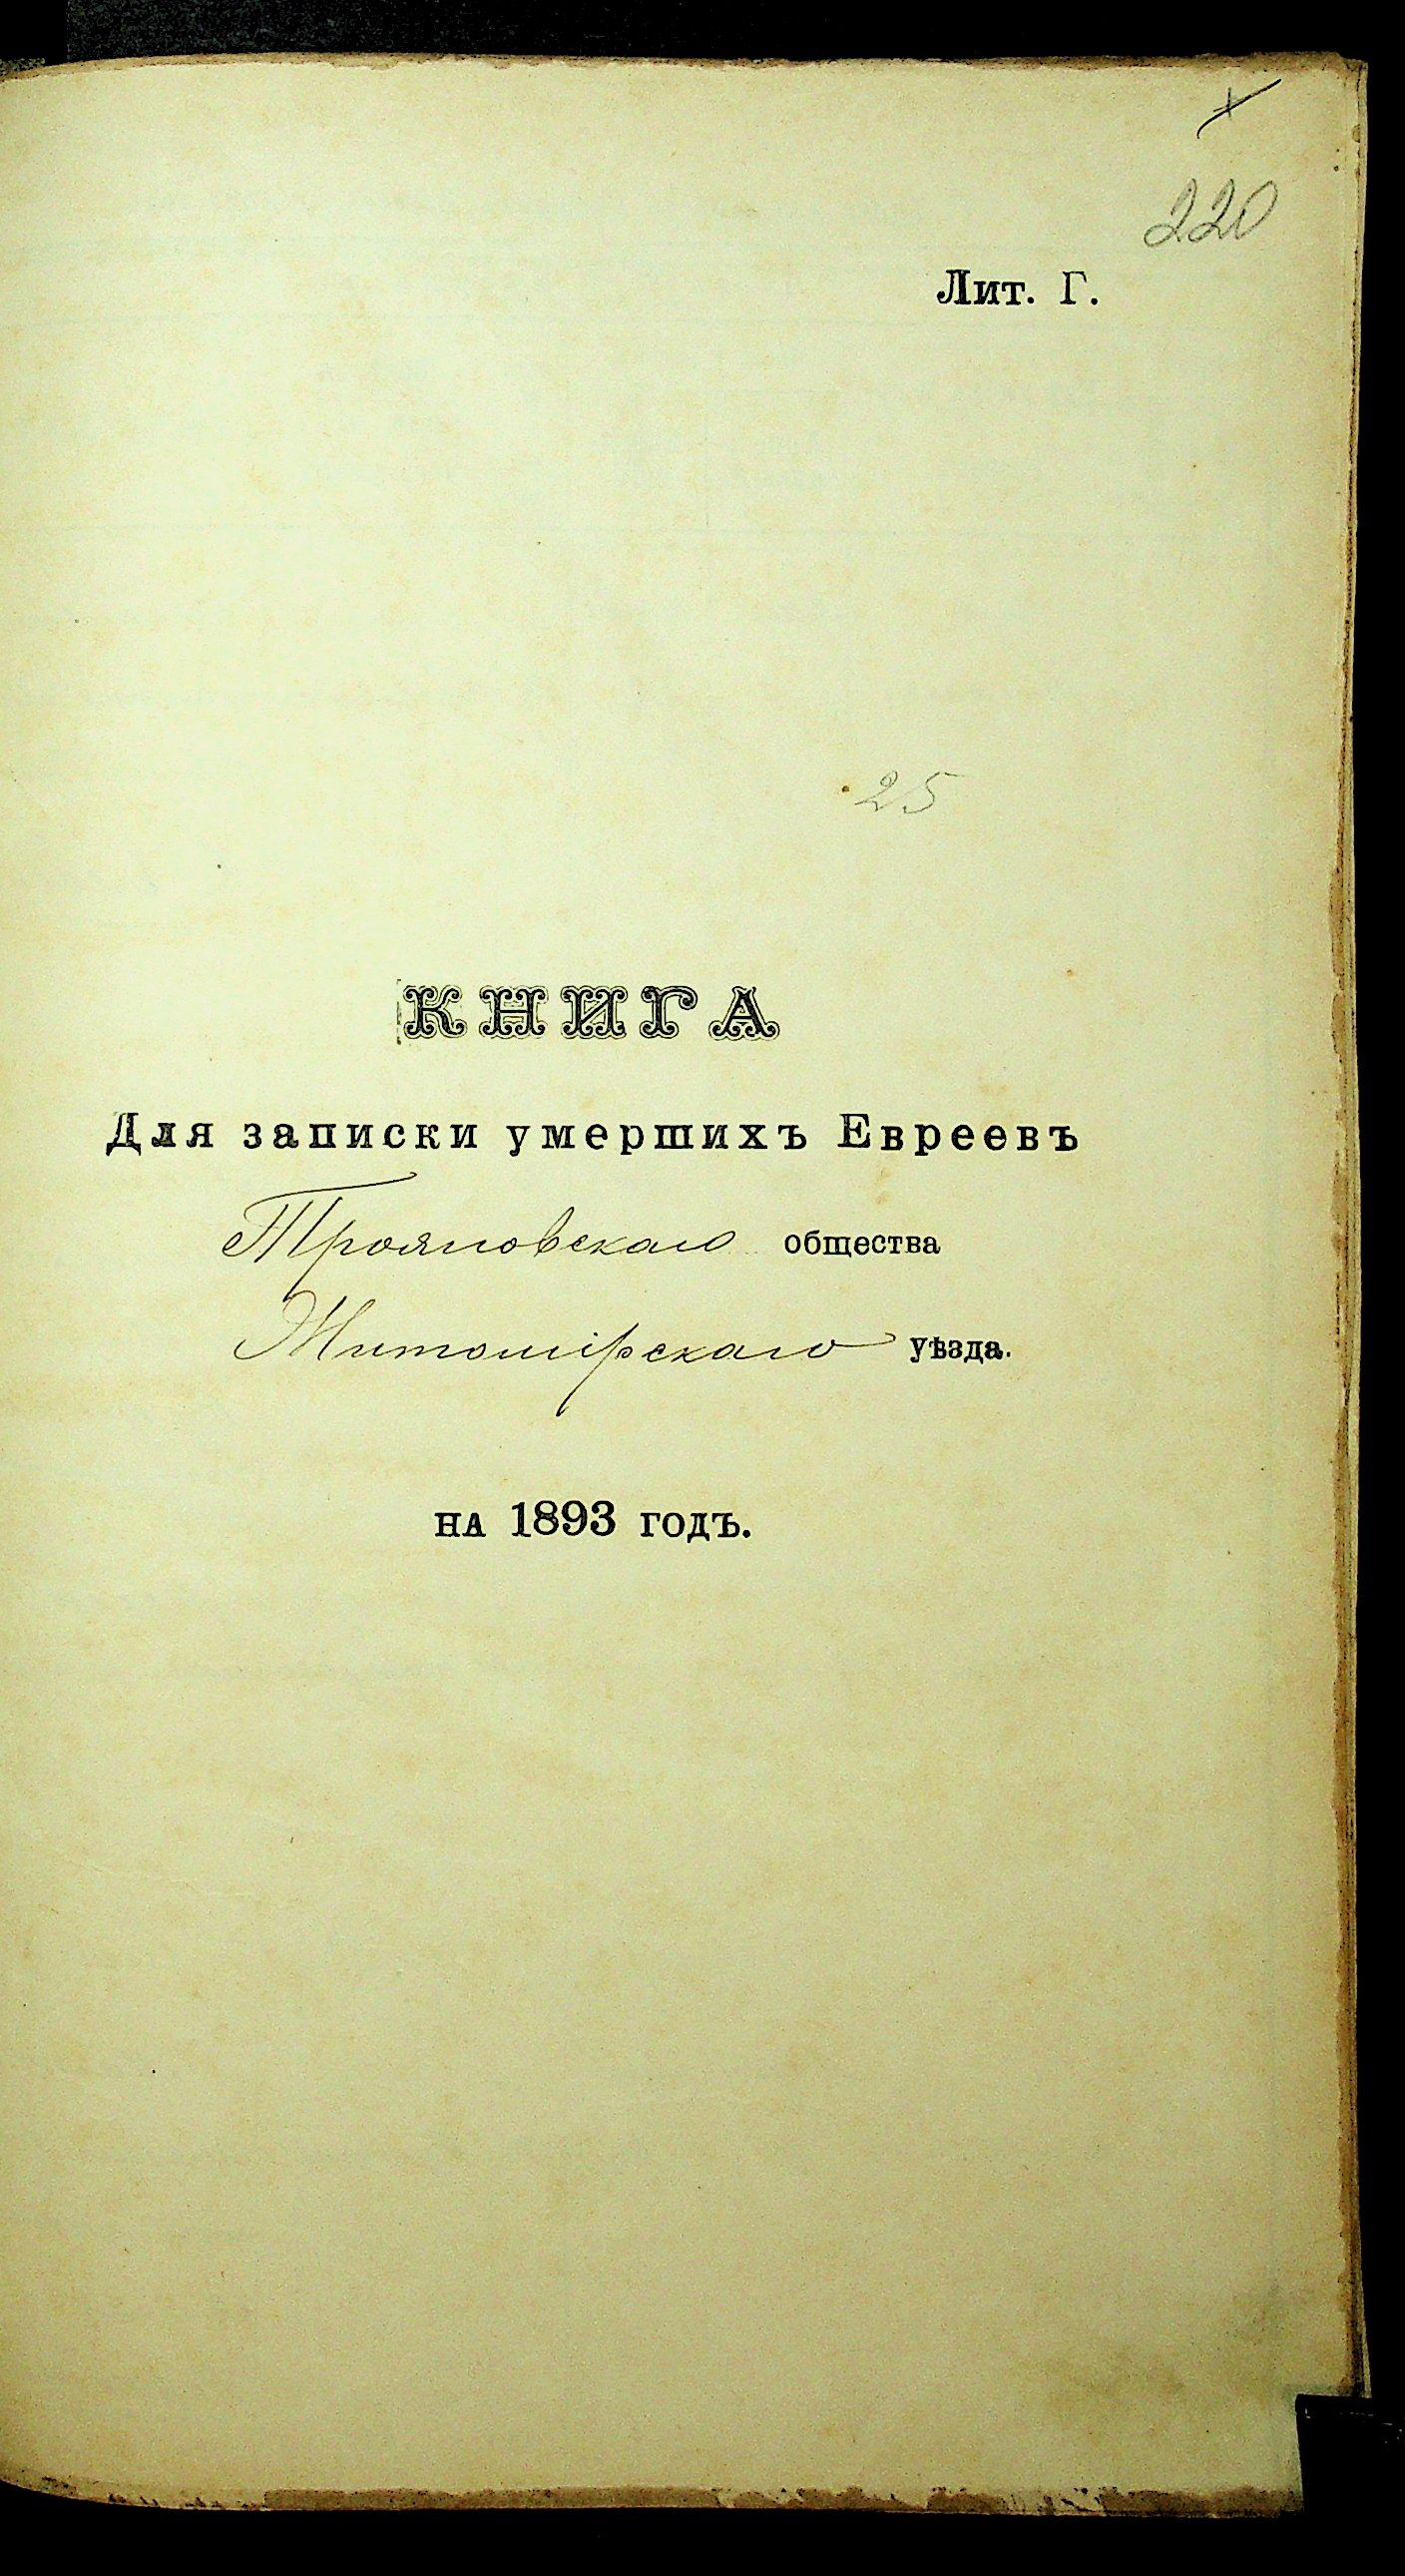 220
Лит. Г.
25
КНИГА
Для записки умершихъ Евреевъ
Трояновскаго общества
Житомірскаго уѣзда.
на 1893 годъ.